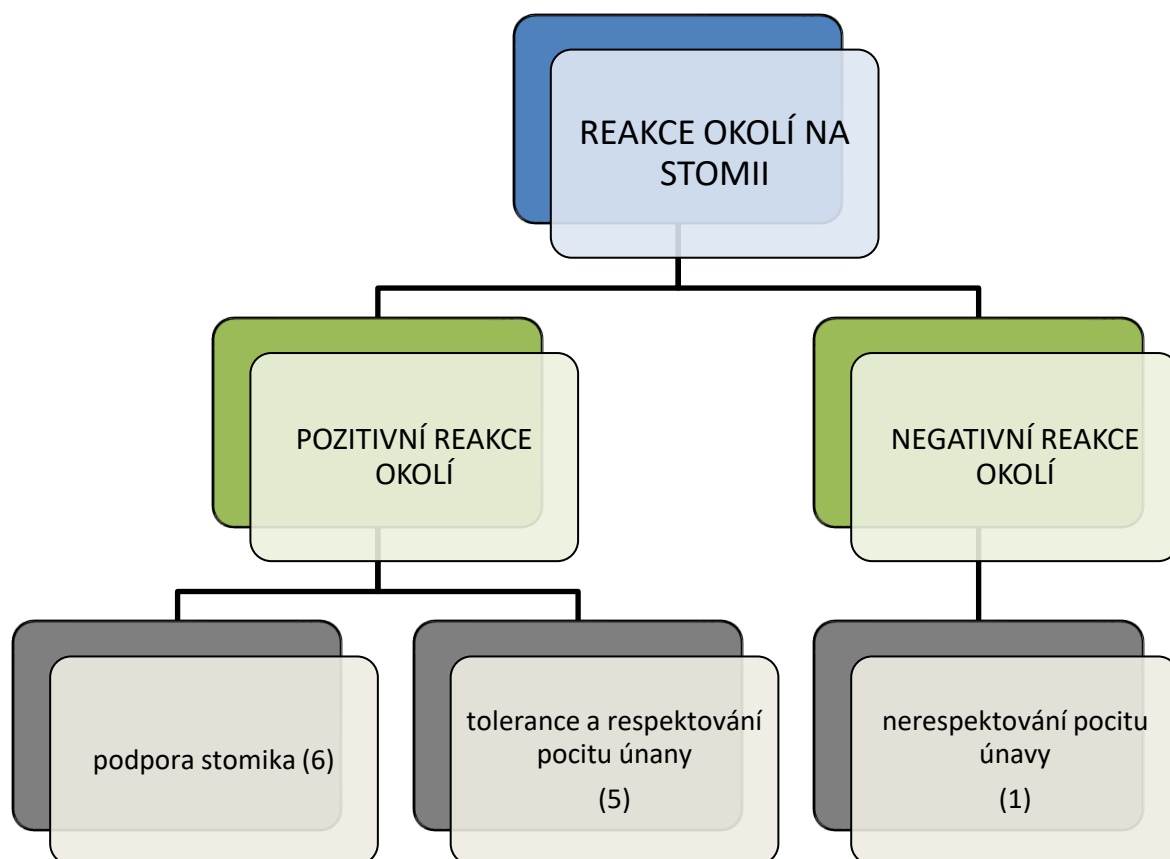 REAKCE OKOLÍ NA
STOMII
POZITIVNÍ REAKCE
OKOLÍ
NEGATIVNÍ REAKCE
OKOLÍ
podpora stomika (6)
tolerance a respektování
pocitu únany
(5)
nerespektování pocitu
únavy
(1)